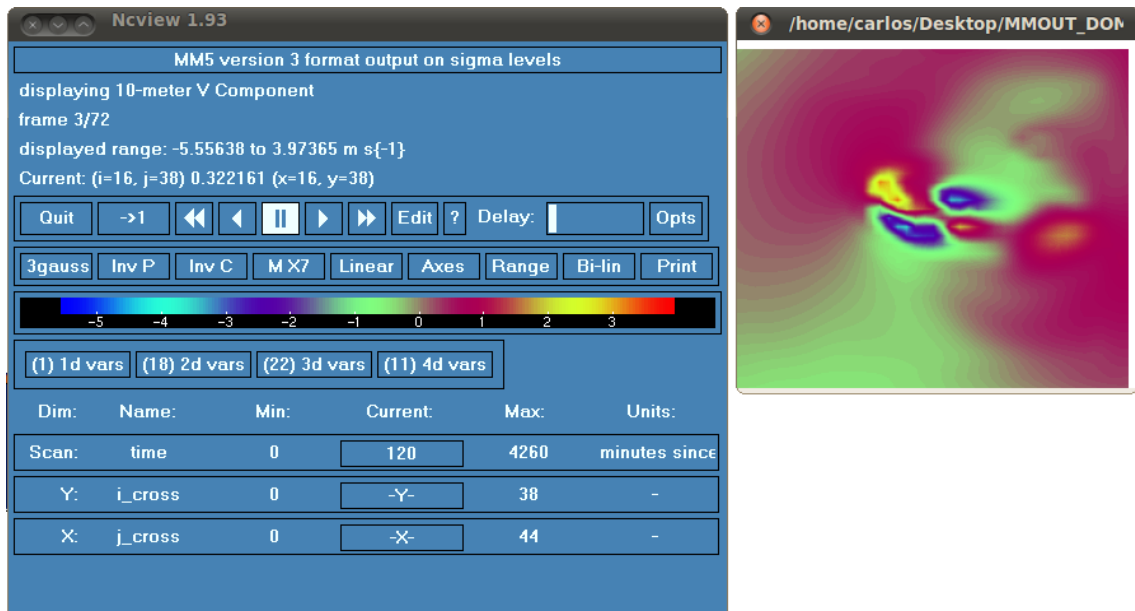 Ncview 1.93
MM5 version 3 format output on sigma levels
displaying 10-meter V Component
frame 3/72
displayed range: -5.55638 to 3.97365 m s{-1}
Current: (i=16, j=38) 0.322161 (x=16, y=38)
Quit ->1 Edit ? Delay: Opts
3gauss Inv P Inv C M X7 Linear Axes Range Bi-lin Print
-5 -4 -3 -2 -1 0 1 2 3
(1) 1d vars (18) 2d vars (22) 3d vars (11) 4d vars
Dim: Name: Min: Current: Max: Units:
Scan: time 0 120 4260 minutes since
Y: i_cross 0 -Y- 38 -
X: j_cross 0 -X- 44 -
/home/carlos/Desktop/MMOUT_DOM